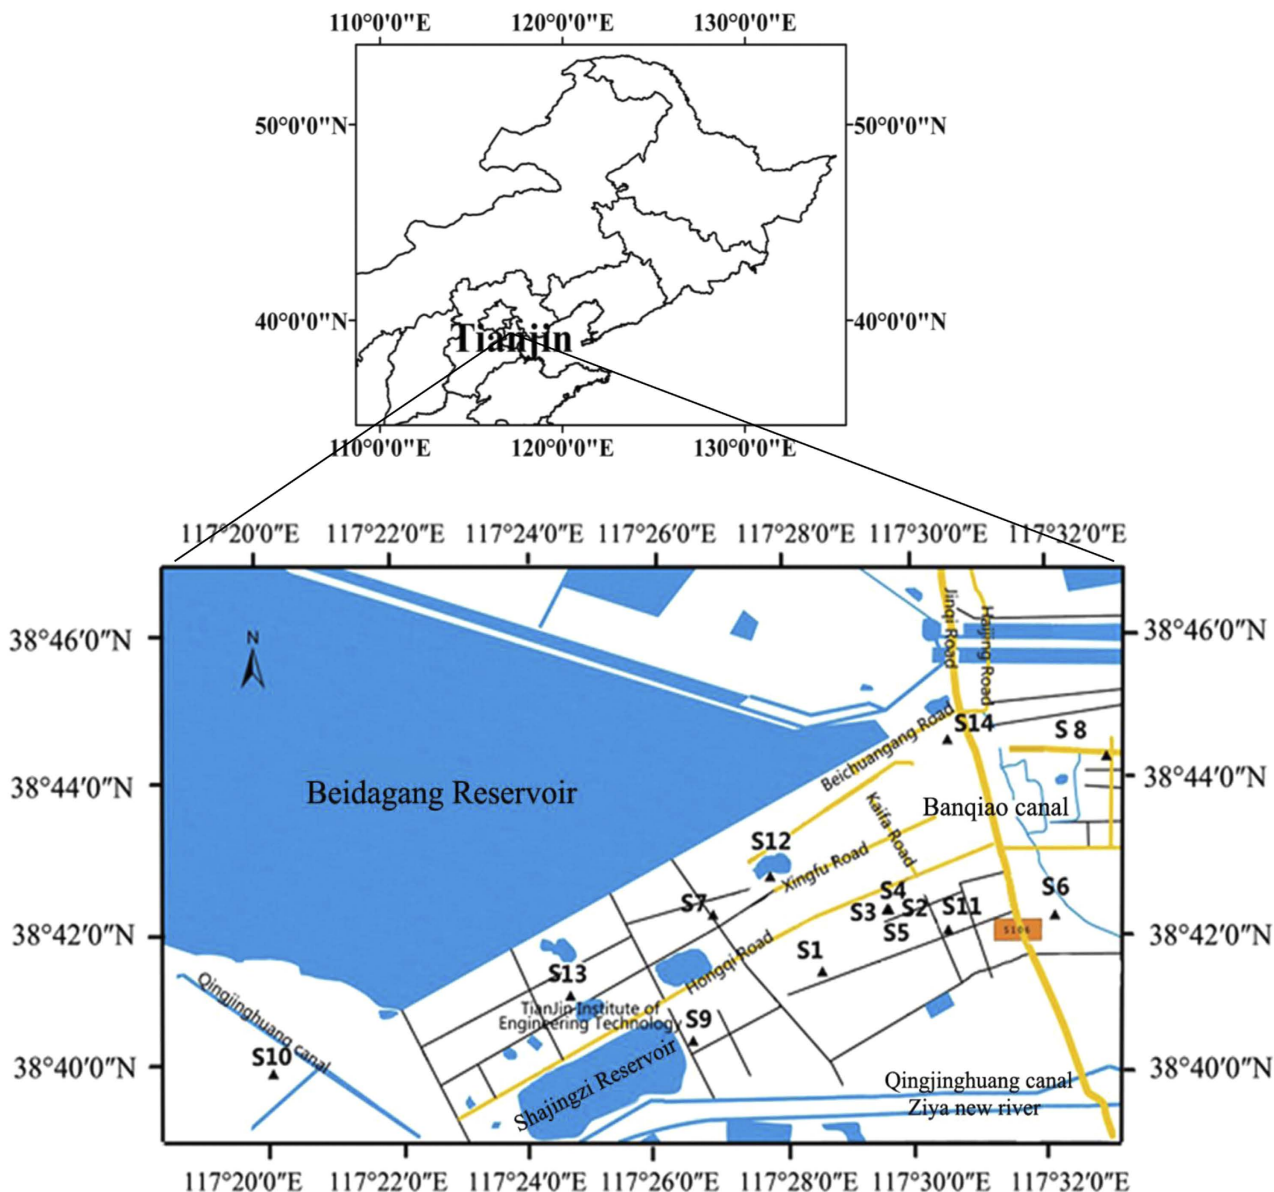 110°0'0"E 120°0'0"E 130°0'0"E
50°0'0"N 50°0'0"N
40°0'0"N 40°0'0"N
Tianjin
110°0'0"E 120°0'0"E 130°0'0"E
117°20′0″E 117°22′0″E 117°24′0″E 117°26′0″E 117°28′0″E 117°30′0″E 117°32′0″E
Jinqi Road
Haijing Road
38°46′0″N N 38°46′0″N
Beichuangang Road
S14
S 8
38°44′0″N 38°44′0″N
Beidagang Reservoir
Banqiao canal
Kaifa Road
S12
Xingfu Road
S7
S4
S3 S2 S11
S5
S6
38°42′0″N 38°42′0″N
S106
Hongqi Road
S1
S13
TianJin Institute of
Engineering Technology
S9
Qingjinghuang canal
S10
38°40′0″N 38°40′0″N
Shajingzi Reservoir
Qingjinghuang canal
Ziya new river
117°20′0″E 117°22′0″E 117°24′0″E 117°26′0″E 117°28′0″E 117°30′0″E 117°32′0″E